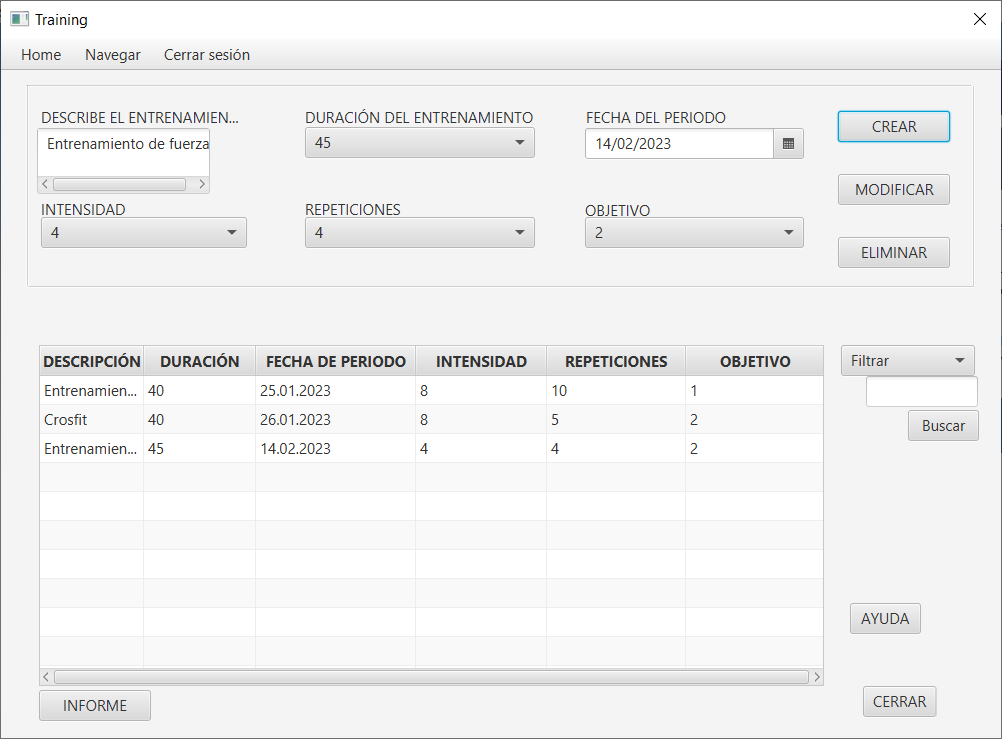 Training
Home Navegar Cerrar sesión
DESCRIBE EL ENTRENAMIEN... DURACIÓN DEL ENTRENAMIENTO FECHA DEL PERIODO
Entrenamiento de fuerza 45 14/02/2023 CREAR
MODIFICAR
INTENSIDAD REPETICIONES OBJETIVO
4 4 2
ELIMINAR
DESCRIPCIÓN DURACIÓN FECHA DE PERIODO INTENSIDAD REPETICIONES OBJETIVO Filtrar
Entrenamien... 40 25.01.2023 8 10 1
Crosfit 40 26.01.2023 8 5 2
Buscar
Entrenamien... 45 14.02.2023 4 4 2
AYUDA
INFORME CERRAR